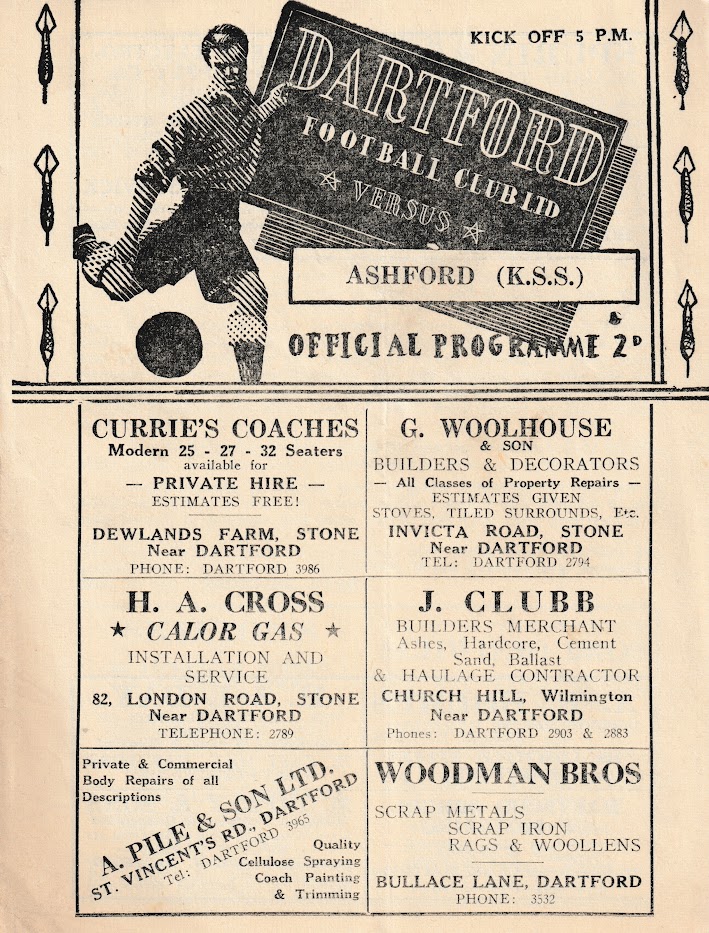 KICK OFF 5 P.M.
DARTFORD
FOOTBALL CLUB LTD
VERSUS
ASHFORD (K.S.S.)
OFFICIAL PROGRAMME 2D
CURRIE'S COACHES
Modern 25 - 27 - 32 Seaters
available for
— PRIVATE HIRE —
ESTIMATES FREE!
DEWLANDS FARM, STONE
Near DARTFORD
PHONE: DARTFORD 3986
G. WOOLHOUSE
& SON
BUILDERS & DECORATORS
— All Classes of Property Repairs —
ESTIMATES GIVEN
STOVES, TILED SURROUNDS, Etc.
INVICTA ROAD, STONE
Near DARTFORD
TEL: DARTFORD 2794
H. A. CROSS
★ CALOR GAS ★
INSTALLATION AND
SERVICE
82, LONDON ROAD, STONE
Near DARTFORD
TELEPHONE: 2789
J. CLUBB
BUILDERS MERCHANT
Ashes, Hardcore, Cement
Sand, Ballast
& HAULAGE CONTRACTOR
CHURCH HILL, Wilmington
Near DARTFORD
Phones: DARTFORD 2903 & 2883
Private & Commercial
Body Repairs of all
Descriptions
A. PILE & SON LTD.
ST. VINCENT'S RD., DARTFORD
Tel: DARTFORD 3965
Quality
Cellulose Spraying
Coach Painting
& Trimming
WOODMAN BROS
SCRAP METALS
SCRAP IRON
RAGS & WOOLLENS
BULLACE LANE, DARTFORD
PHONE: 3532